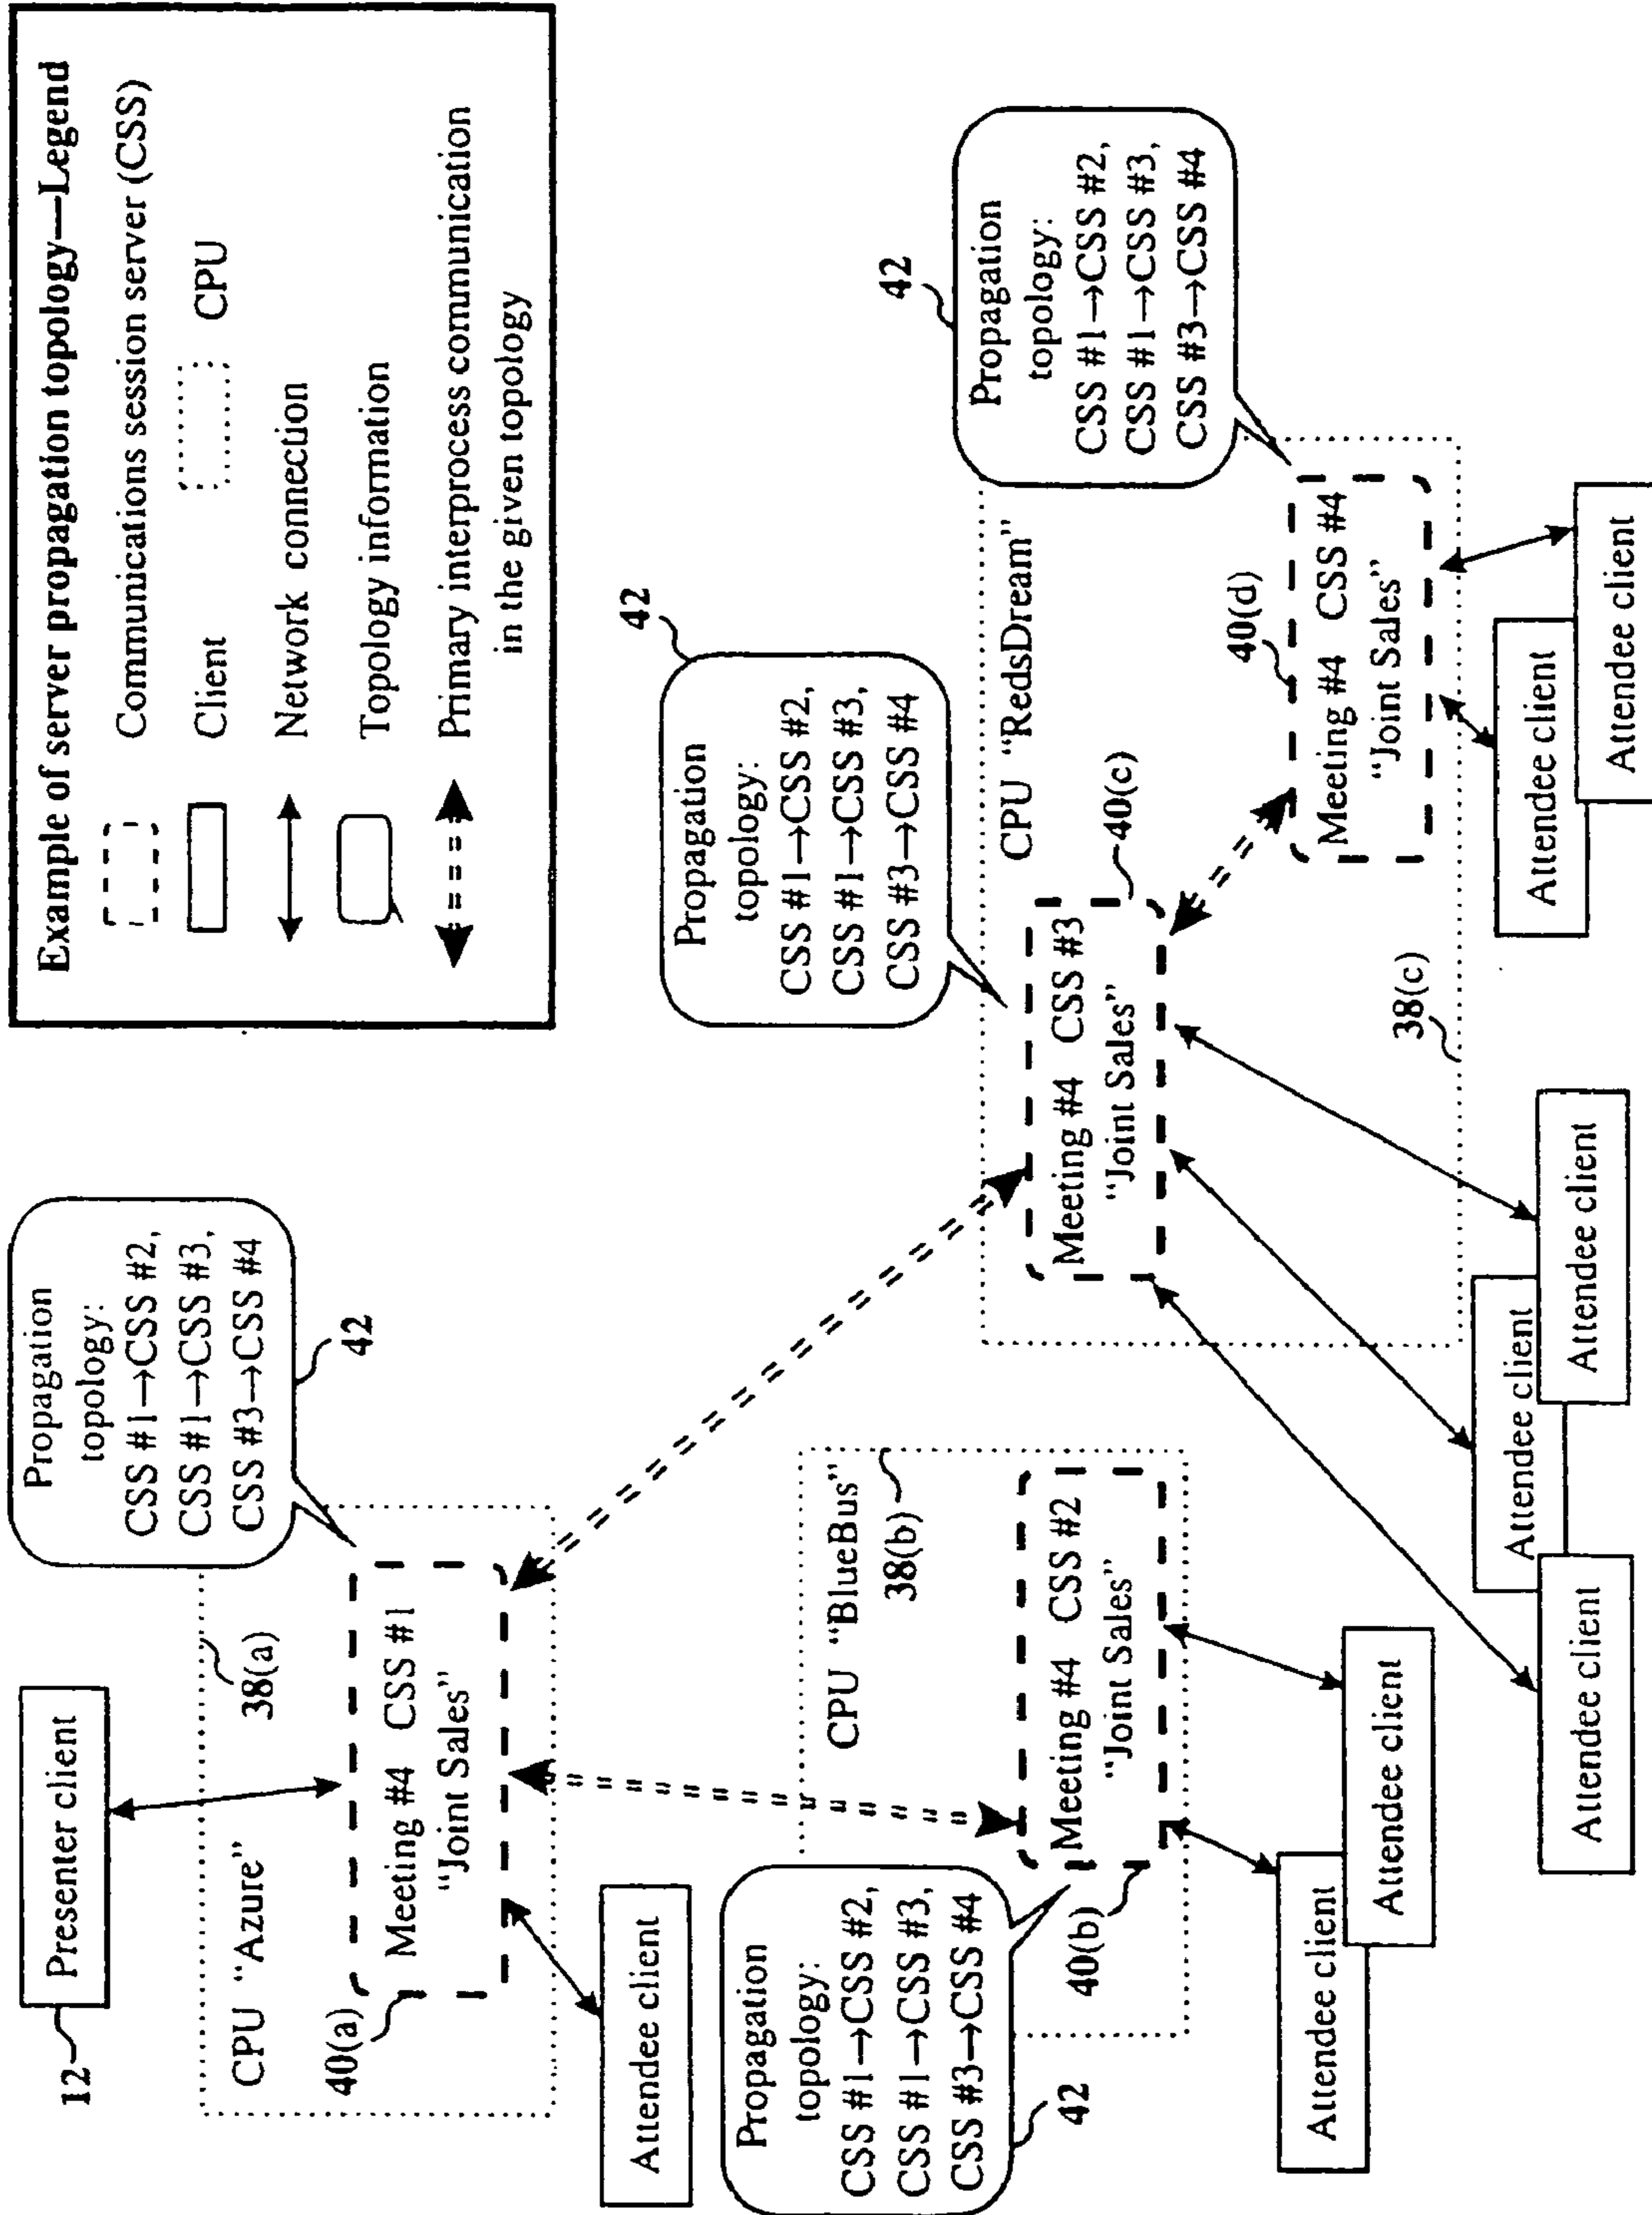 Example of server propagation topology—Legend
Communications session server (CSS)
Client
CPU
Network connection
Topology information
Primary interprocess communication
in the given topology
12
Presenter client
Propagation
topology:
CSS #1→CSS #2,
CSS #1→CSS #3,
CSS #3→CSS #4
42
38(a)
CPU "Azure"
40(a)
Meeting #4 CSS #1
"Joint Sales"
Attendee client
Propagation
topology:
CSS #1→CSS #2,
CSS #1→CSS #3,
CSS #3→CSS #4
42
CPU "BlueBus"
38(b)
40(b)
Meeting #4 CSS #2
"Joint Sales"
Attendee client
Attendee client
Propagation
topology:
CSS #1→CSS #2,
CSS #1→CSS #3,
CSS #3→CSS #4
42
CPU "RedsDream"
40(c)
Meeting #4 CSS #3
"Joint Sales"
38(c)
Attendee client
Attendee client
Attendee client
Propagation
topology:
CSS #1→CSS #2,
CSS #1→CSS #3,
CSS #3→CSS #4
42
40(d)
Meeting #4 CSS #4
"Joint Sales"
Attendee client
Attendee client